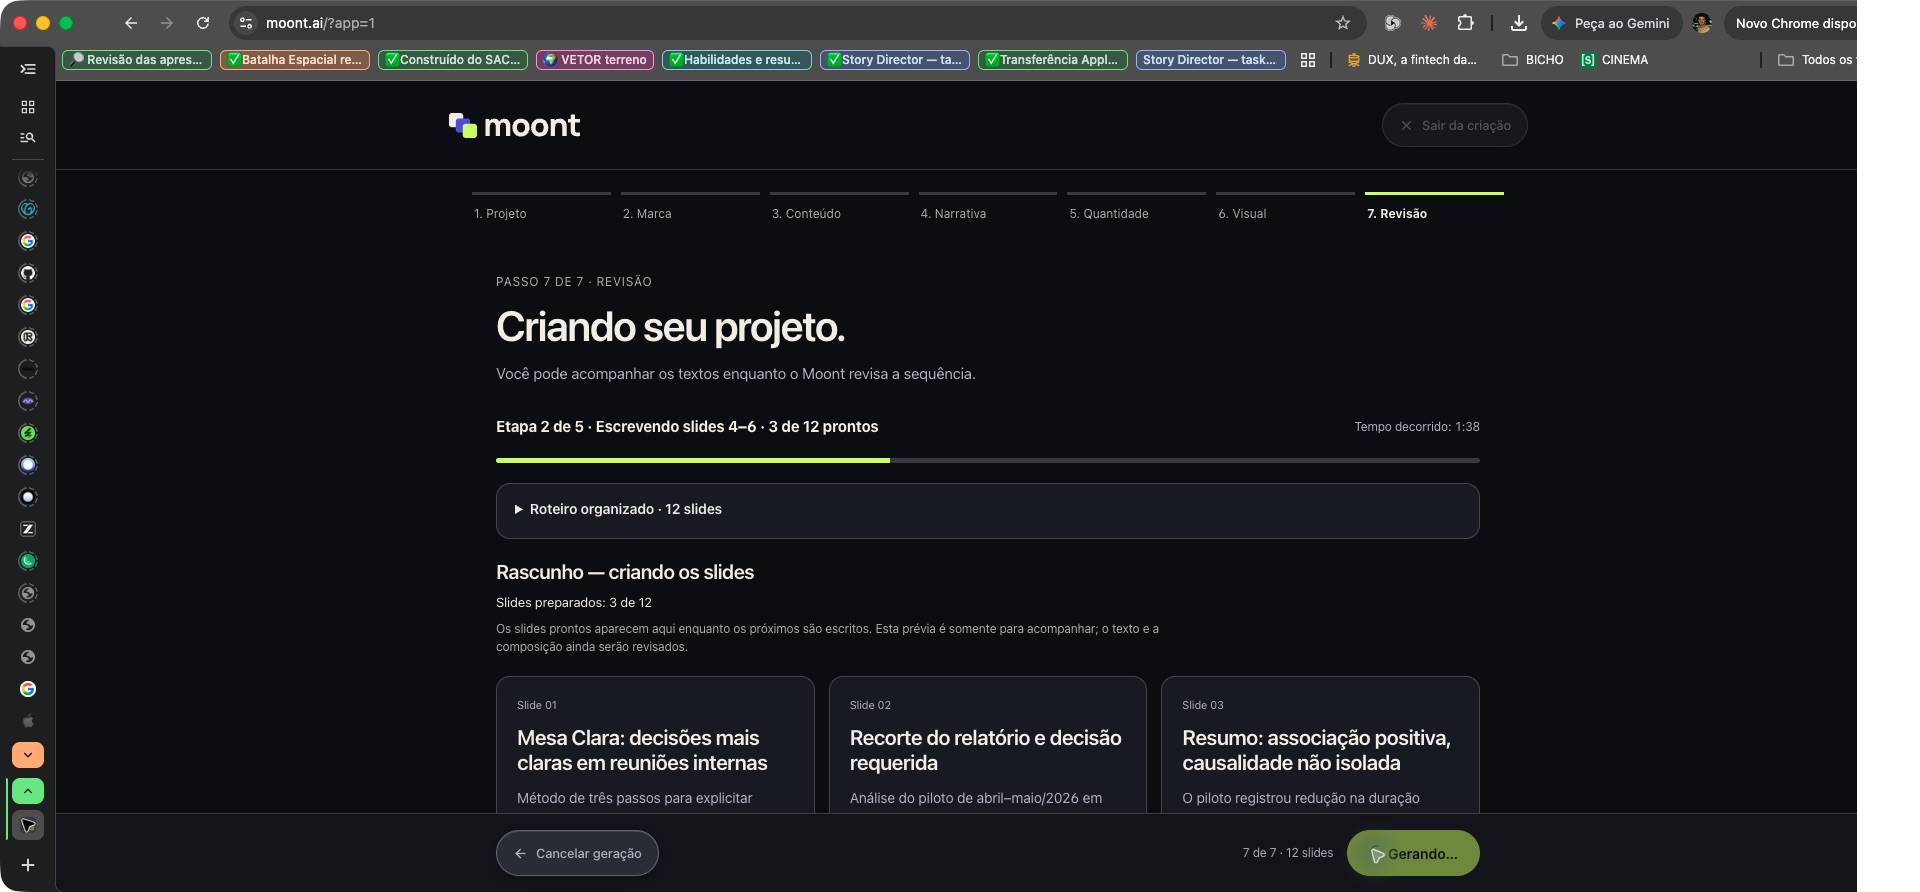 moont.ai/?app=1
Peça ao Gemini
Novo Chrome dispo
Revisão das apres...
Batalha Espacial re...
Construído do SAC...
VETOR terreno
Habilidades e resu...
Story Director — ta...
Transferência Appl...
Story Director — task...
DUX, a fintech da...
BICHO
[S] CINEMA
Todos os
moont
Sair da criação
1. Projeto
2. Marca
3. Conteúdo
4. Narrativa
5. Quantidade
6. Visual
7. Revisão
PASSO 7 DE 7 · REVISÃO
Criando seu projeto.
Você pode acompanhar os textos enquanto o Moont revisa a sequência.
Etapa 2 de 5 · Escrevendo slides 4–6 · 3 de 12 prontos
Tempo decorrido: 1:38
Roteiro organizado · 12 slides
Rascunho — criando os slides
Slides preparados: 3 de 12
Os slides prontos aparecem aqui enquanto os próximos são escritos. Esta prévia é somente para acompanhar; o texto e a
composição ainda serão revisados.
Slide 01
Mesa Clara: decisões mais
claras em reuniões internas
Método de três passos para explicitar
Slide 02
Recorte do relatório e decisão
requerida
Análise do piloto de abril–maio/2026 em
Slide 03
Resumo: associação positiva,
causalidade não isolada
O piloto registrou redução na duração
Cancelar geração
7 de 7 · 12 slides
Gerando...